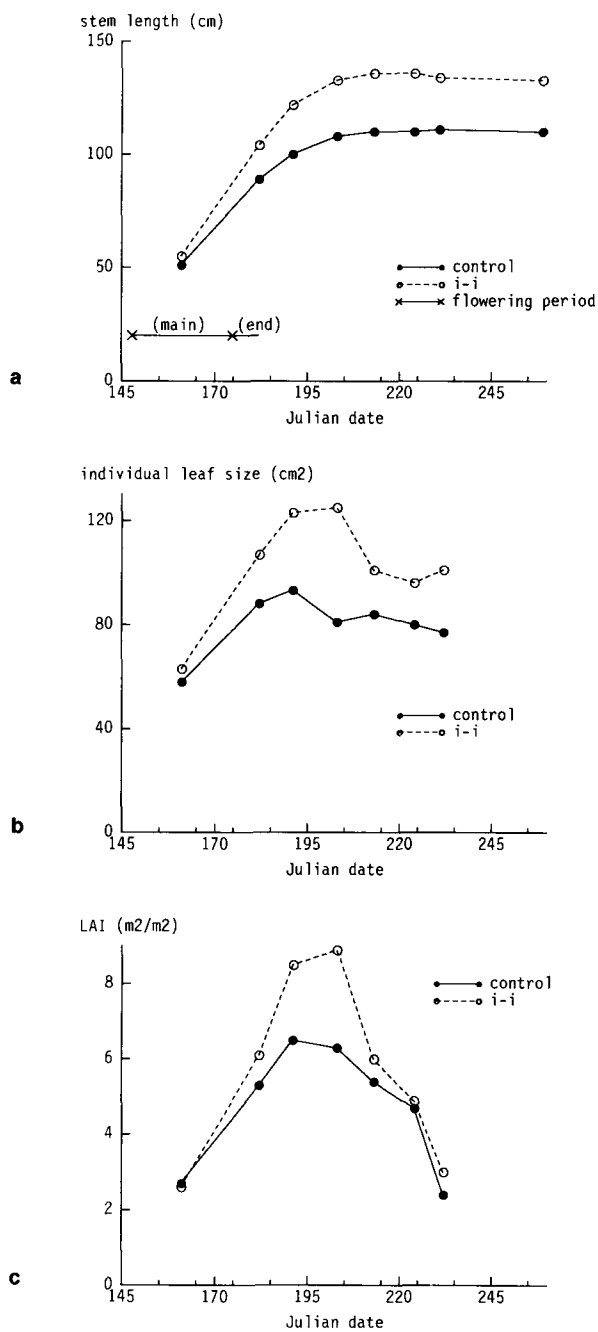 stem length (cm)
150
100
50
0
control
i-i
flowering period
(main) (end)
145 170 195 220 245
Julian date
a
individual leaf size (cm2)
120
80
40
0
control
i-i
145 170 195 220 245
Julian date
b
LAI (m2/m2)
8
6
4
2
0
control
i-i
145 170 195 220 245
Julian date
c